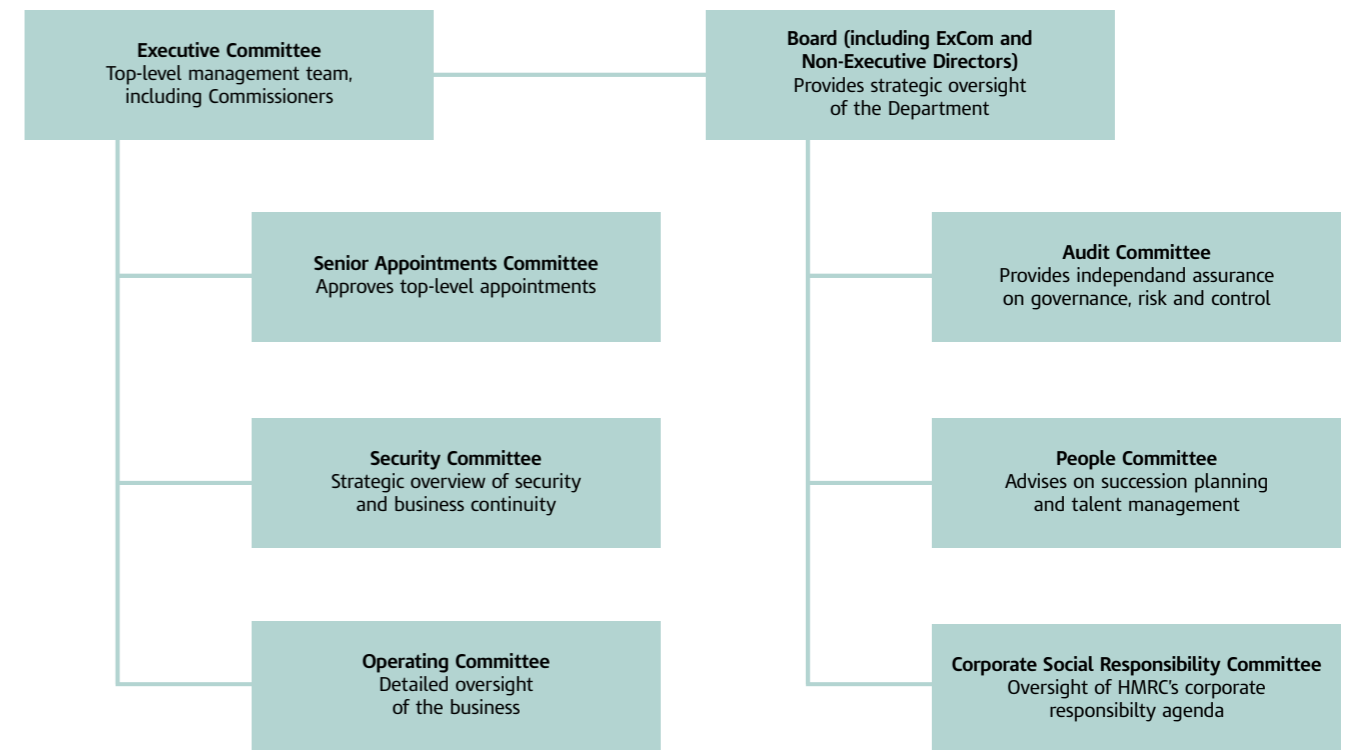 Executive Committee
Top-level management team,
including Commissioners
Board (including ExCom and
Non-Executive Directors)
Provides strategic oversight
of the Department
Senior Appointments Committee
Approves top-level appointments
Audit Committee
Provides independand assurance
on governance, risk and control
Security Committee
Strategic overview of security
and business continuity
People Committee
Advises on succession planning
and talent management
Operating Committee
Detailed oversight
of the business
Corporate Social Responsibility Committee
Oversight of HMRC's corporate
responsibilty agenda